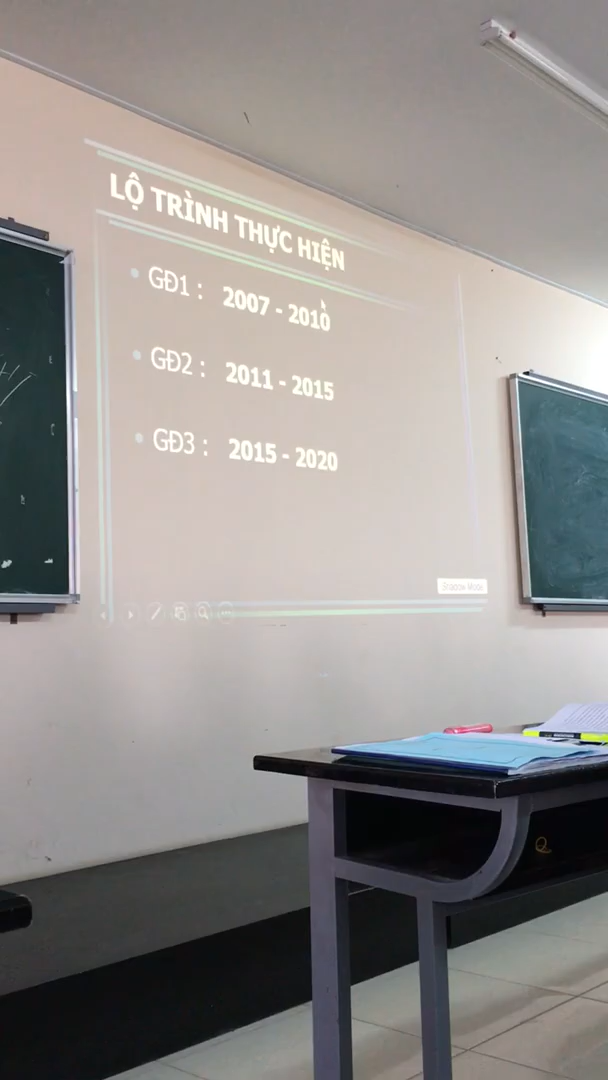 LỘ TRÌNH THỰC HIỆN
GĐ1 : 2007 - 2010
GĐ2 : 2011 - 2015
GĐ3 : 2015 - 2020